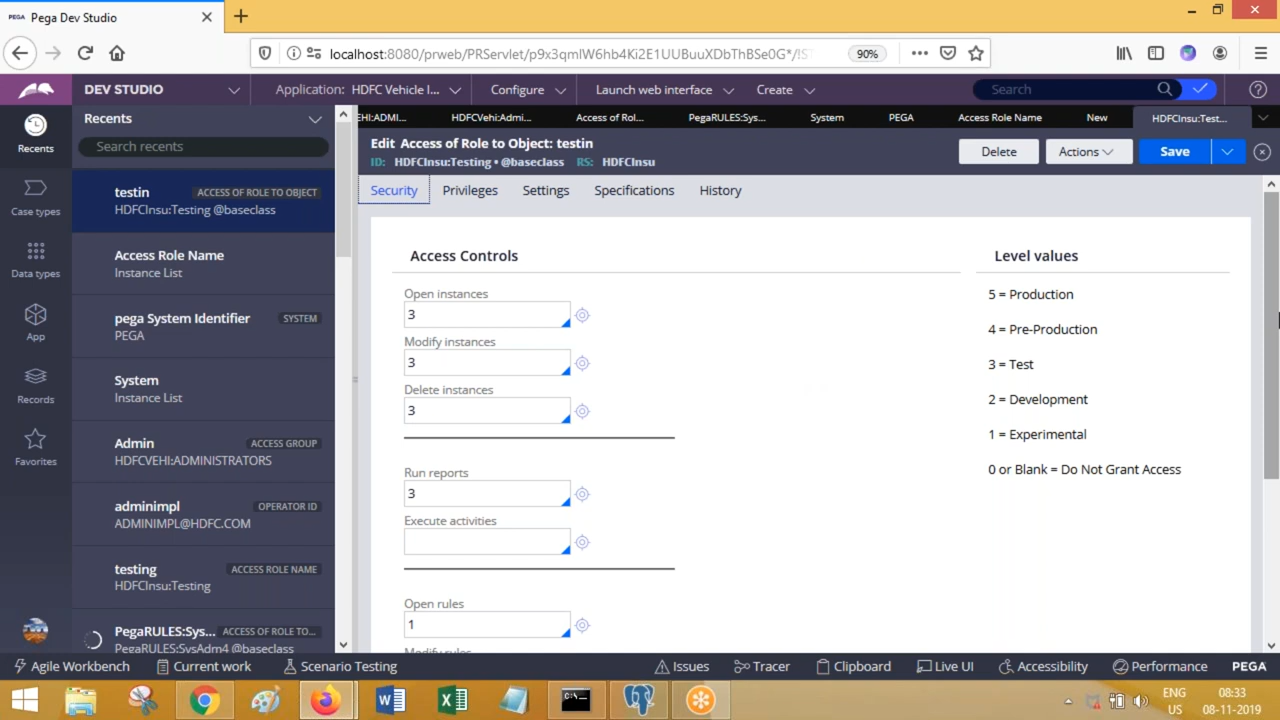 PEGA Pega Dev Studio
localhost:8080/prweb/PRServlet/p9x3qmlW6hb4Ki2E1UUBuuXDbThBSe0G*/!S 90%
DEV STUDIO Application: HDFC Vehicle I... Configure Launch web interface Create Search
Recents
Search recents
EHI:ADMI... HDFCVehi:Admi... Access of Rol... PegaRULES:Sys... System PEGA Access Role Name New HDFCInsu:Test...
Edit Access of Role to Object: testin
ID: HDFCInsu:Testing • @baseclass RS: HDFCInsu
Delete Actions Save
Security Privileges Settings Specifications History
Recents
Case types
Data types
App
Records
Favorites
testin ACCESS OF ROLE TO OBJECT
HDFCInsu:Testing @baseclass
Access Role Name
Instance List
pega System Identifier SYSTEM
PEGA
System
Instance List
Admin ACCESS GROUP
HDFCVEHI:ADMINISTRATORS
adminimpl OPERATOR ID
ADMINIMPL@HDFC.COM
testing ACCESS ROLE NAME
HDFCInsu:Testing
PegaRULES:Sys... ACCESS OF ROLE TO...
PegaRULES:SysAdm4 @baseclass
Access Controls
Open instances
3
Modify instances
3
Delete instances
3
Run reports
3
Execute activities
Open rules
1
Modify rules
Level values
5 = Production
4 = Pre-Production
3 = Test
2 = Development
1 = Experimental
0 or Blank = Do Not Grant Access
Agile Workbench Current work Scenario Testing Issues Tracer Clipboard Live UI Accessibility Performance PEGA
ENG 08:33
US 08-11-2019